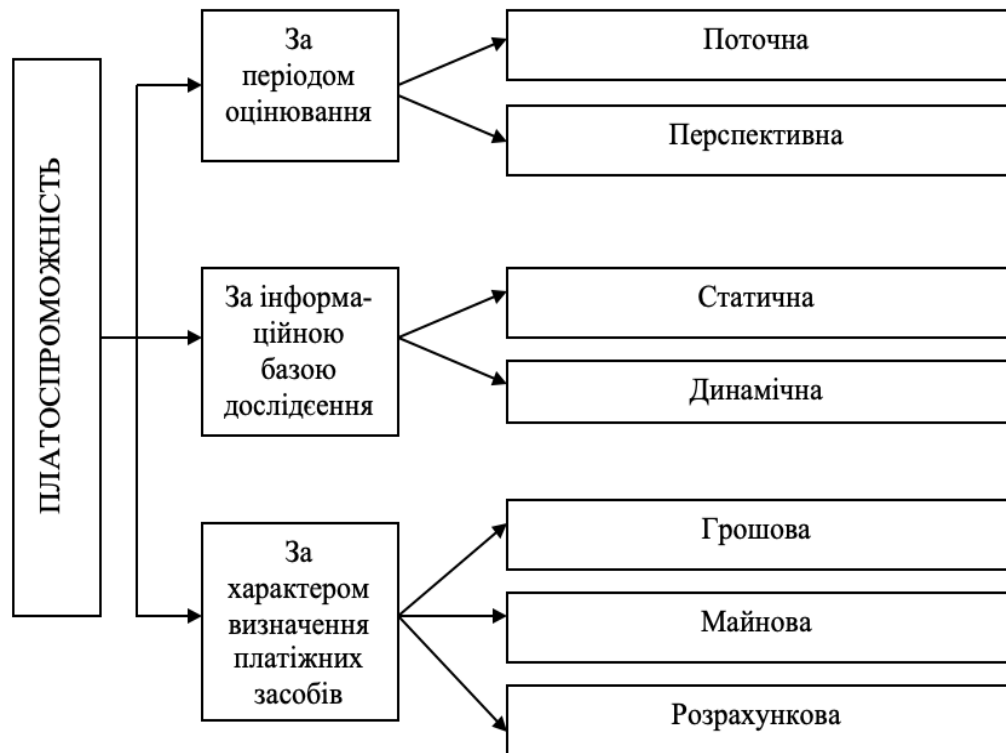 ПЛАТОСПРОМОЖНІСТЬ
За
періодом
оцінювання
Поточна
Перспективна
За інформа-
ційною
базою
дослідєення
Статична
Динамічна
За
характером
визначення
платіжних
засобів
Грошова
Майнова
Розрахункова